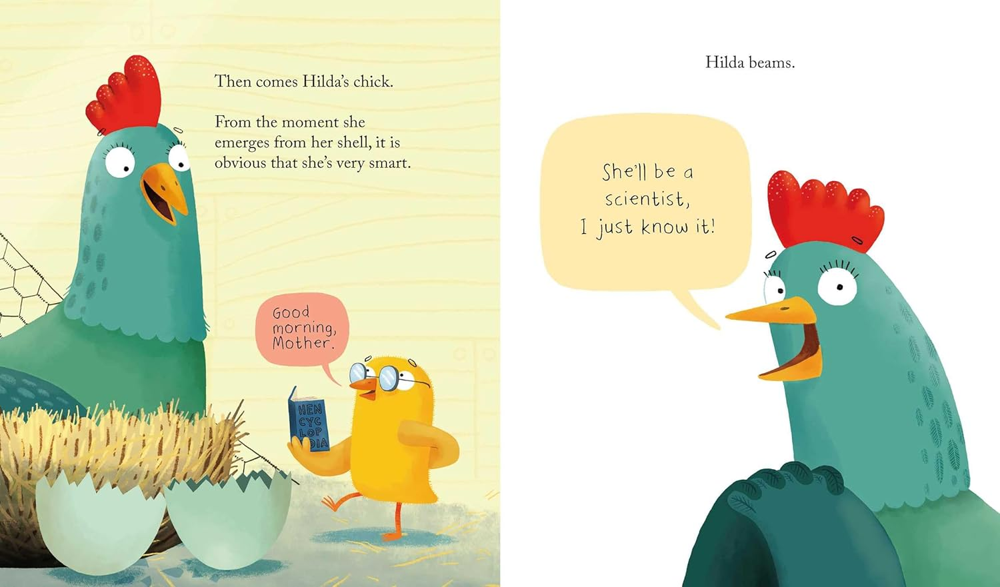 Then comes Hilda's chick.
From the moment she
emerges from her shell, it is
obvious that she's very smart.
Good
morning,
Mother.
HEN
CYC
LOP
EDIA
Hilda beams.
She'll be a
scientist,
I just know it!